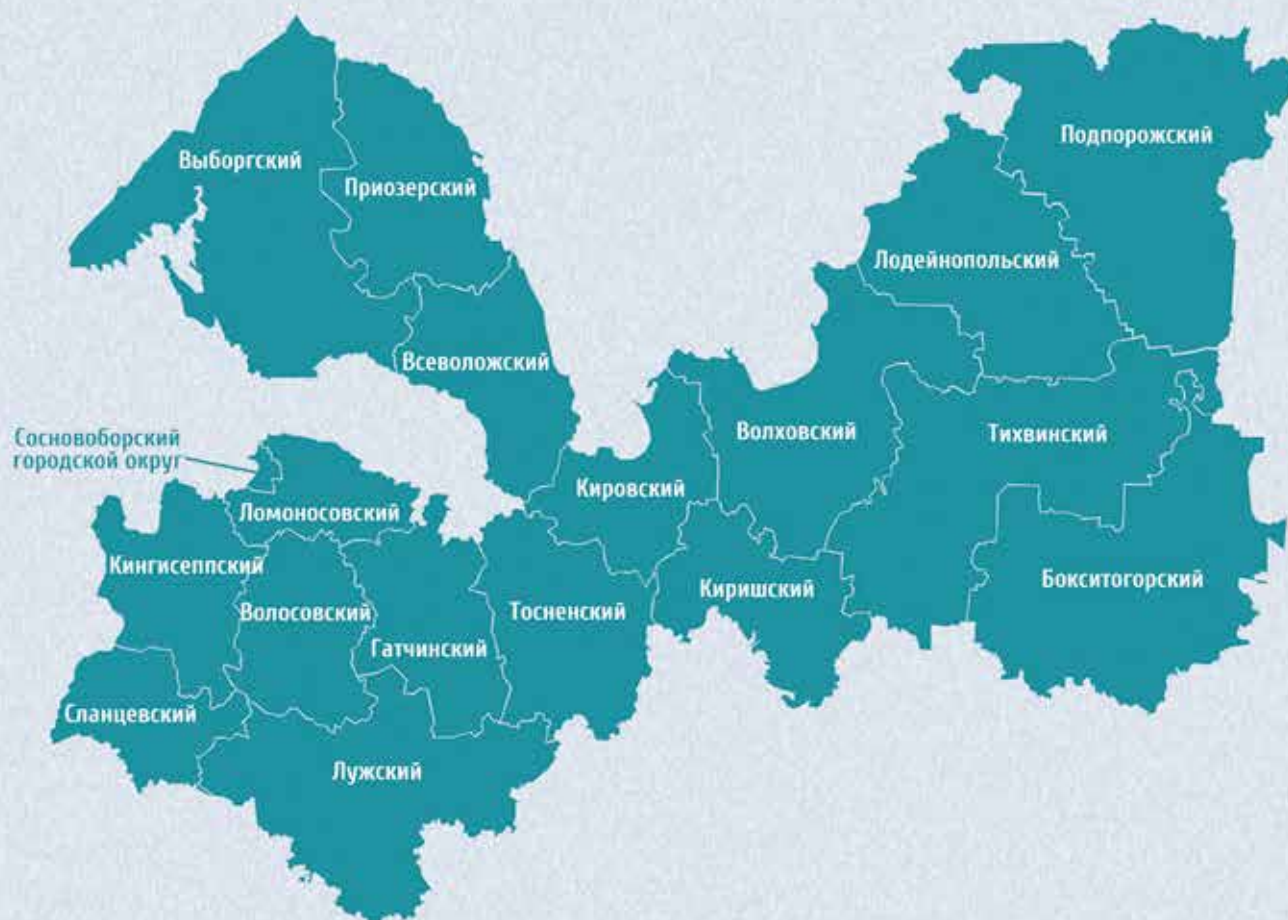 Подпорожский
Выборгский
Приозерский
Лодейнопольский
Всеволожский
Волховский
Тихвинский
Сосновоборский
городской округ
Кировский
Ломоносовский
Кингисеппский
Бокситогорский
Киришский
Волосовский
Тосненский
Гатчинский
Сланцевский
Лужский